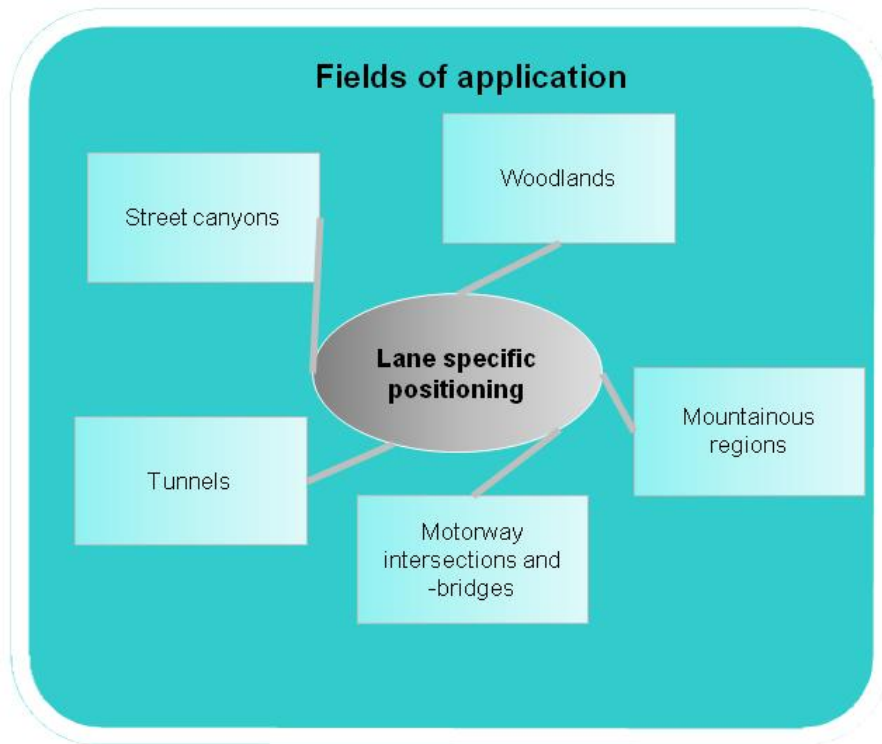 Fields of application
Woodlands
Street canyons
Lane specific
positioning
Mountainous
regions
Tunnels
Motorway
intersections and
-bridges